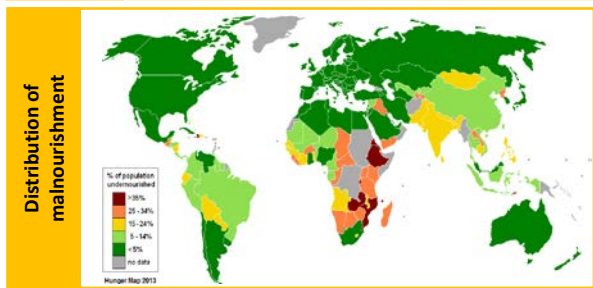 Distribution of
malnourishment
% of population
undernourished
>35%
25 - 34%
15 - 24%
5 - 14%
<5%
no data
Hunger Map 2013